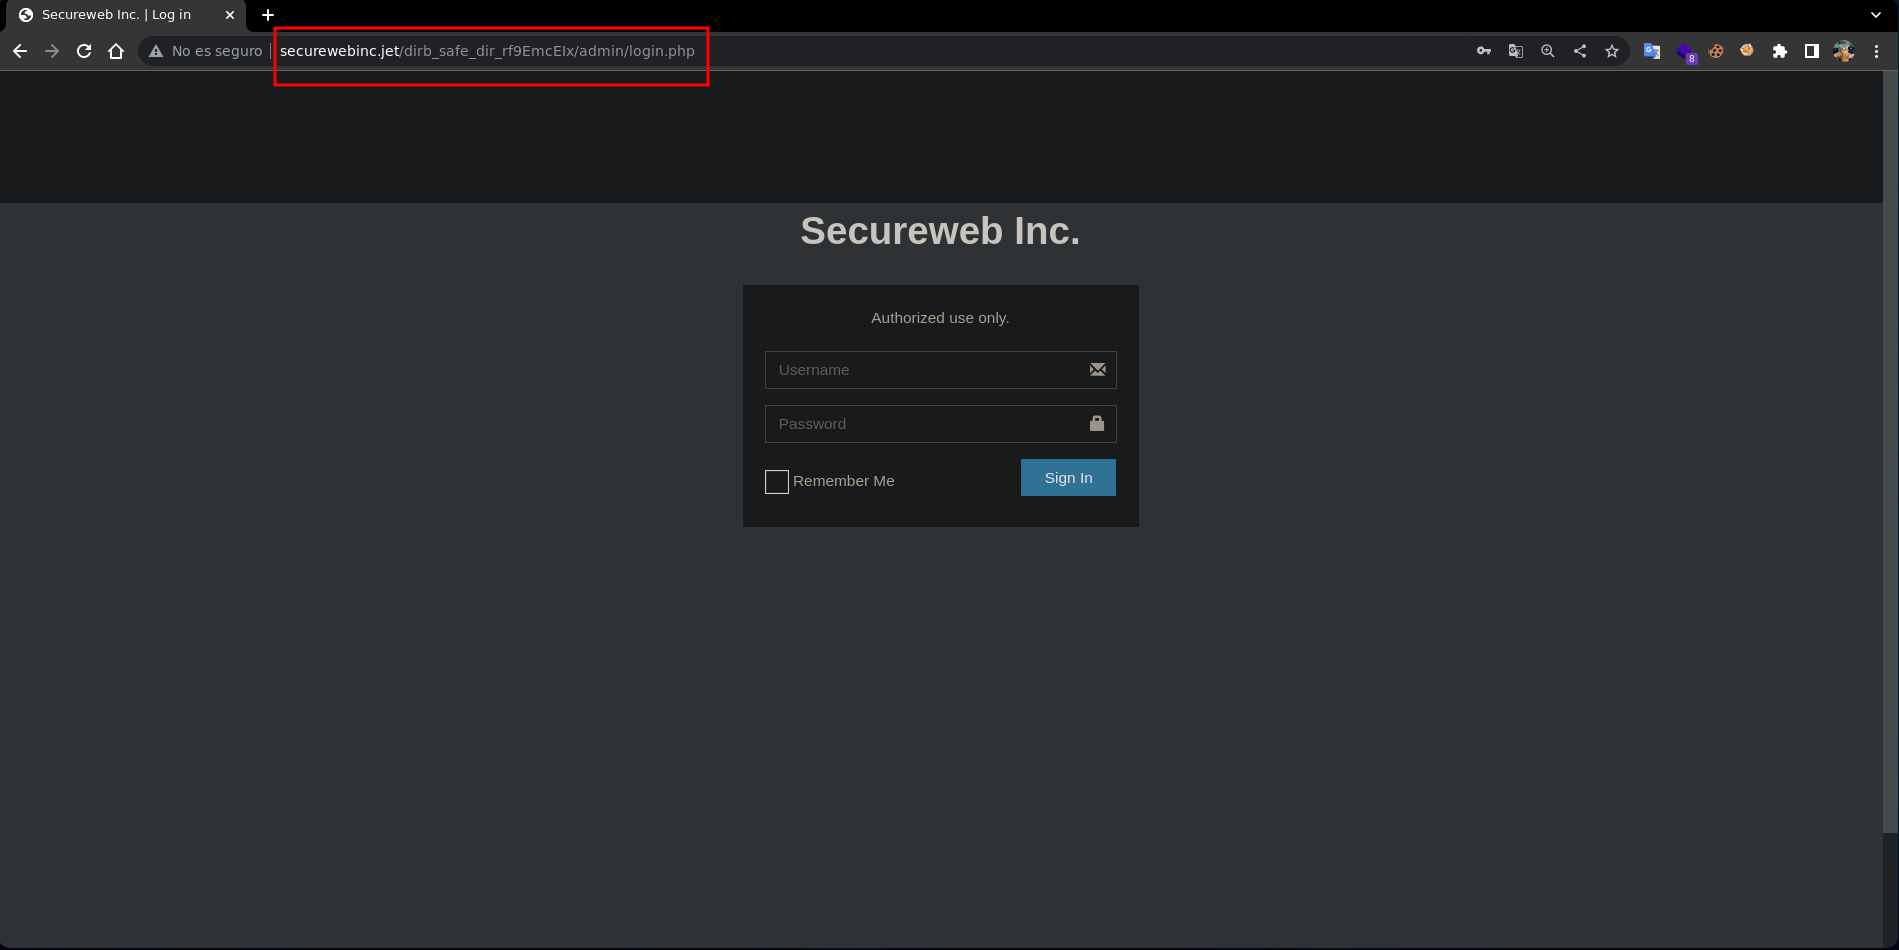 Secureweb Inc. | Log in
No es seguro | securewebinc.jet/dirb_safe_dir_rf9EmcEIx/admin/login.php
8
Secureweb Inc.
Authorized use only.
Username
Password
Remember Me
Sign In